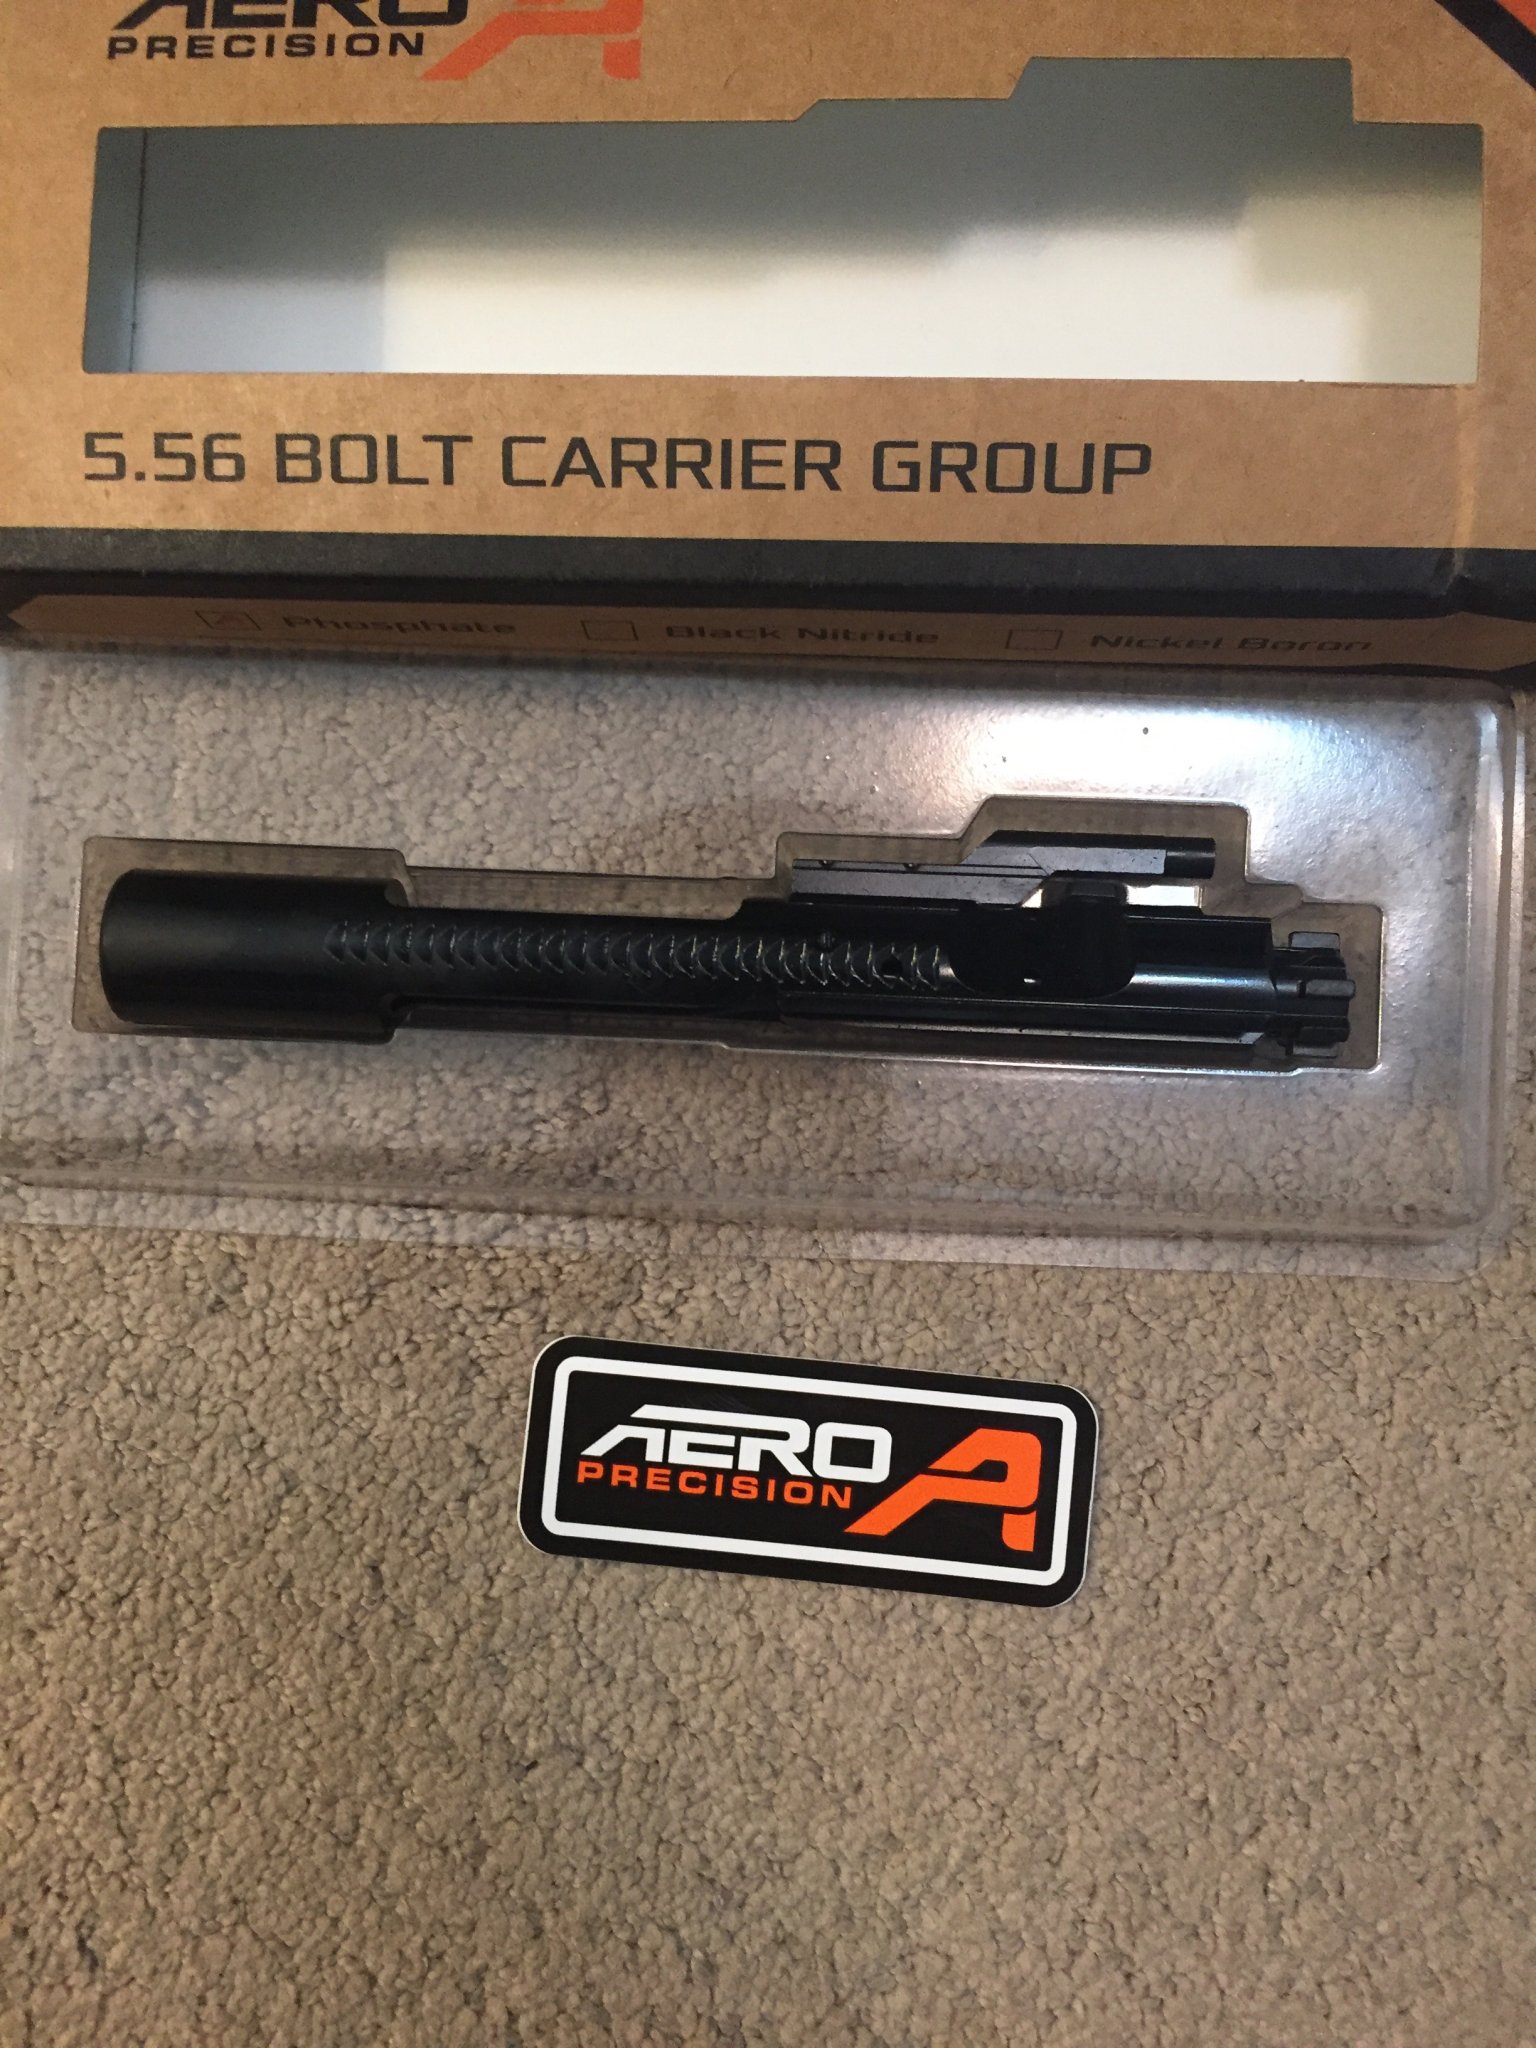 AERO
PRECISION
5.56 BOLT CARRIER GROUP
Phosphate Black Nitride Nickel Boron
AERO
PRECISION